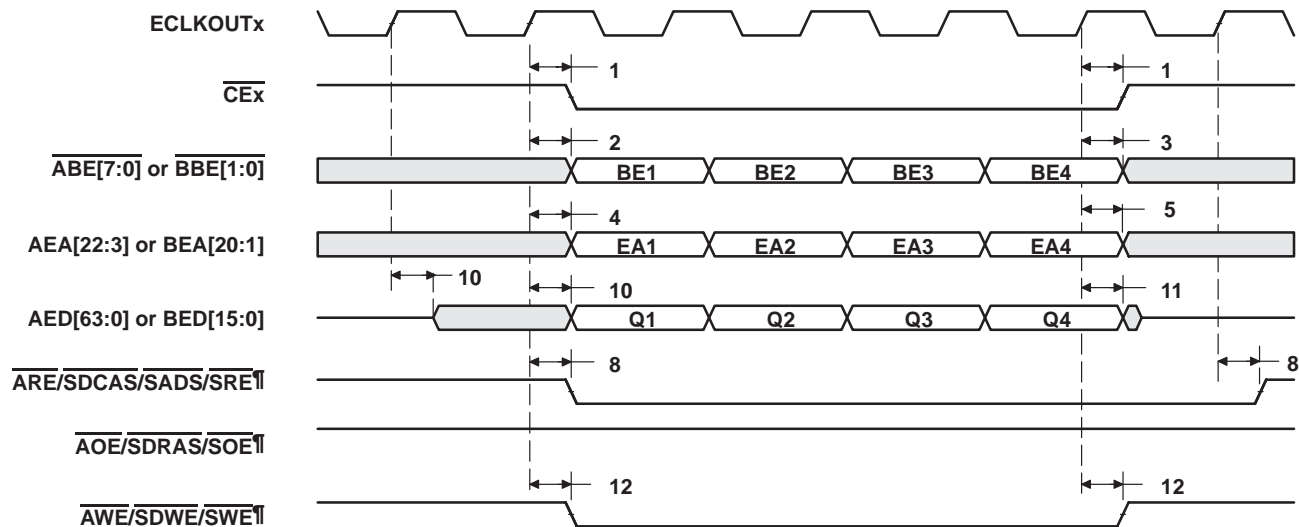 ECLKOUTx
1 1
CEx
2 3
ABE[7:0] or BBE[1:0] BE1 BE2 BE3 BE4
4 5
AEA[22:3] or BEA[20:1] EA1 EA2 EA3 EA4
10 10 11
AED[63:0] or BED[15:0] Q1 Q2 Q3 Q4
8 8
ARE/SDCAS/SADS/SRE¶
AOE/SDRAS/SOE¶
12 12
AWE/SDWE/SWE¶